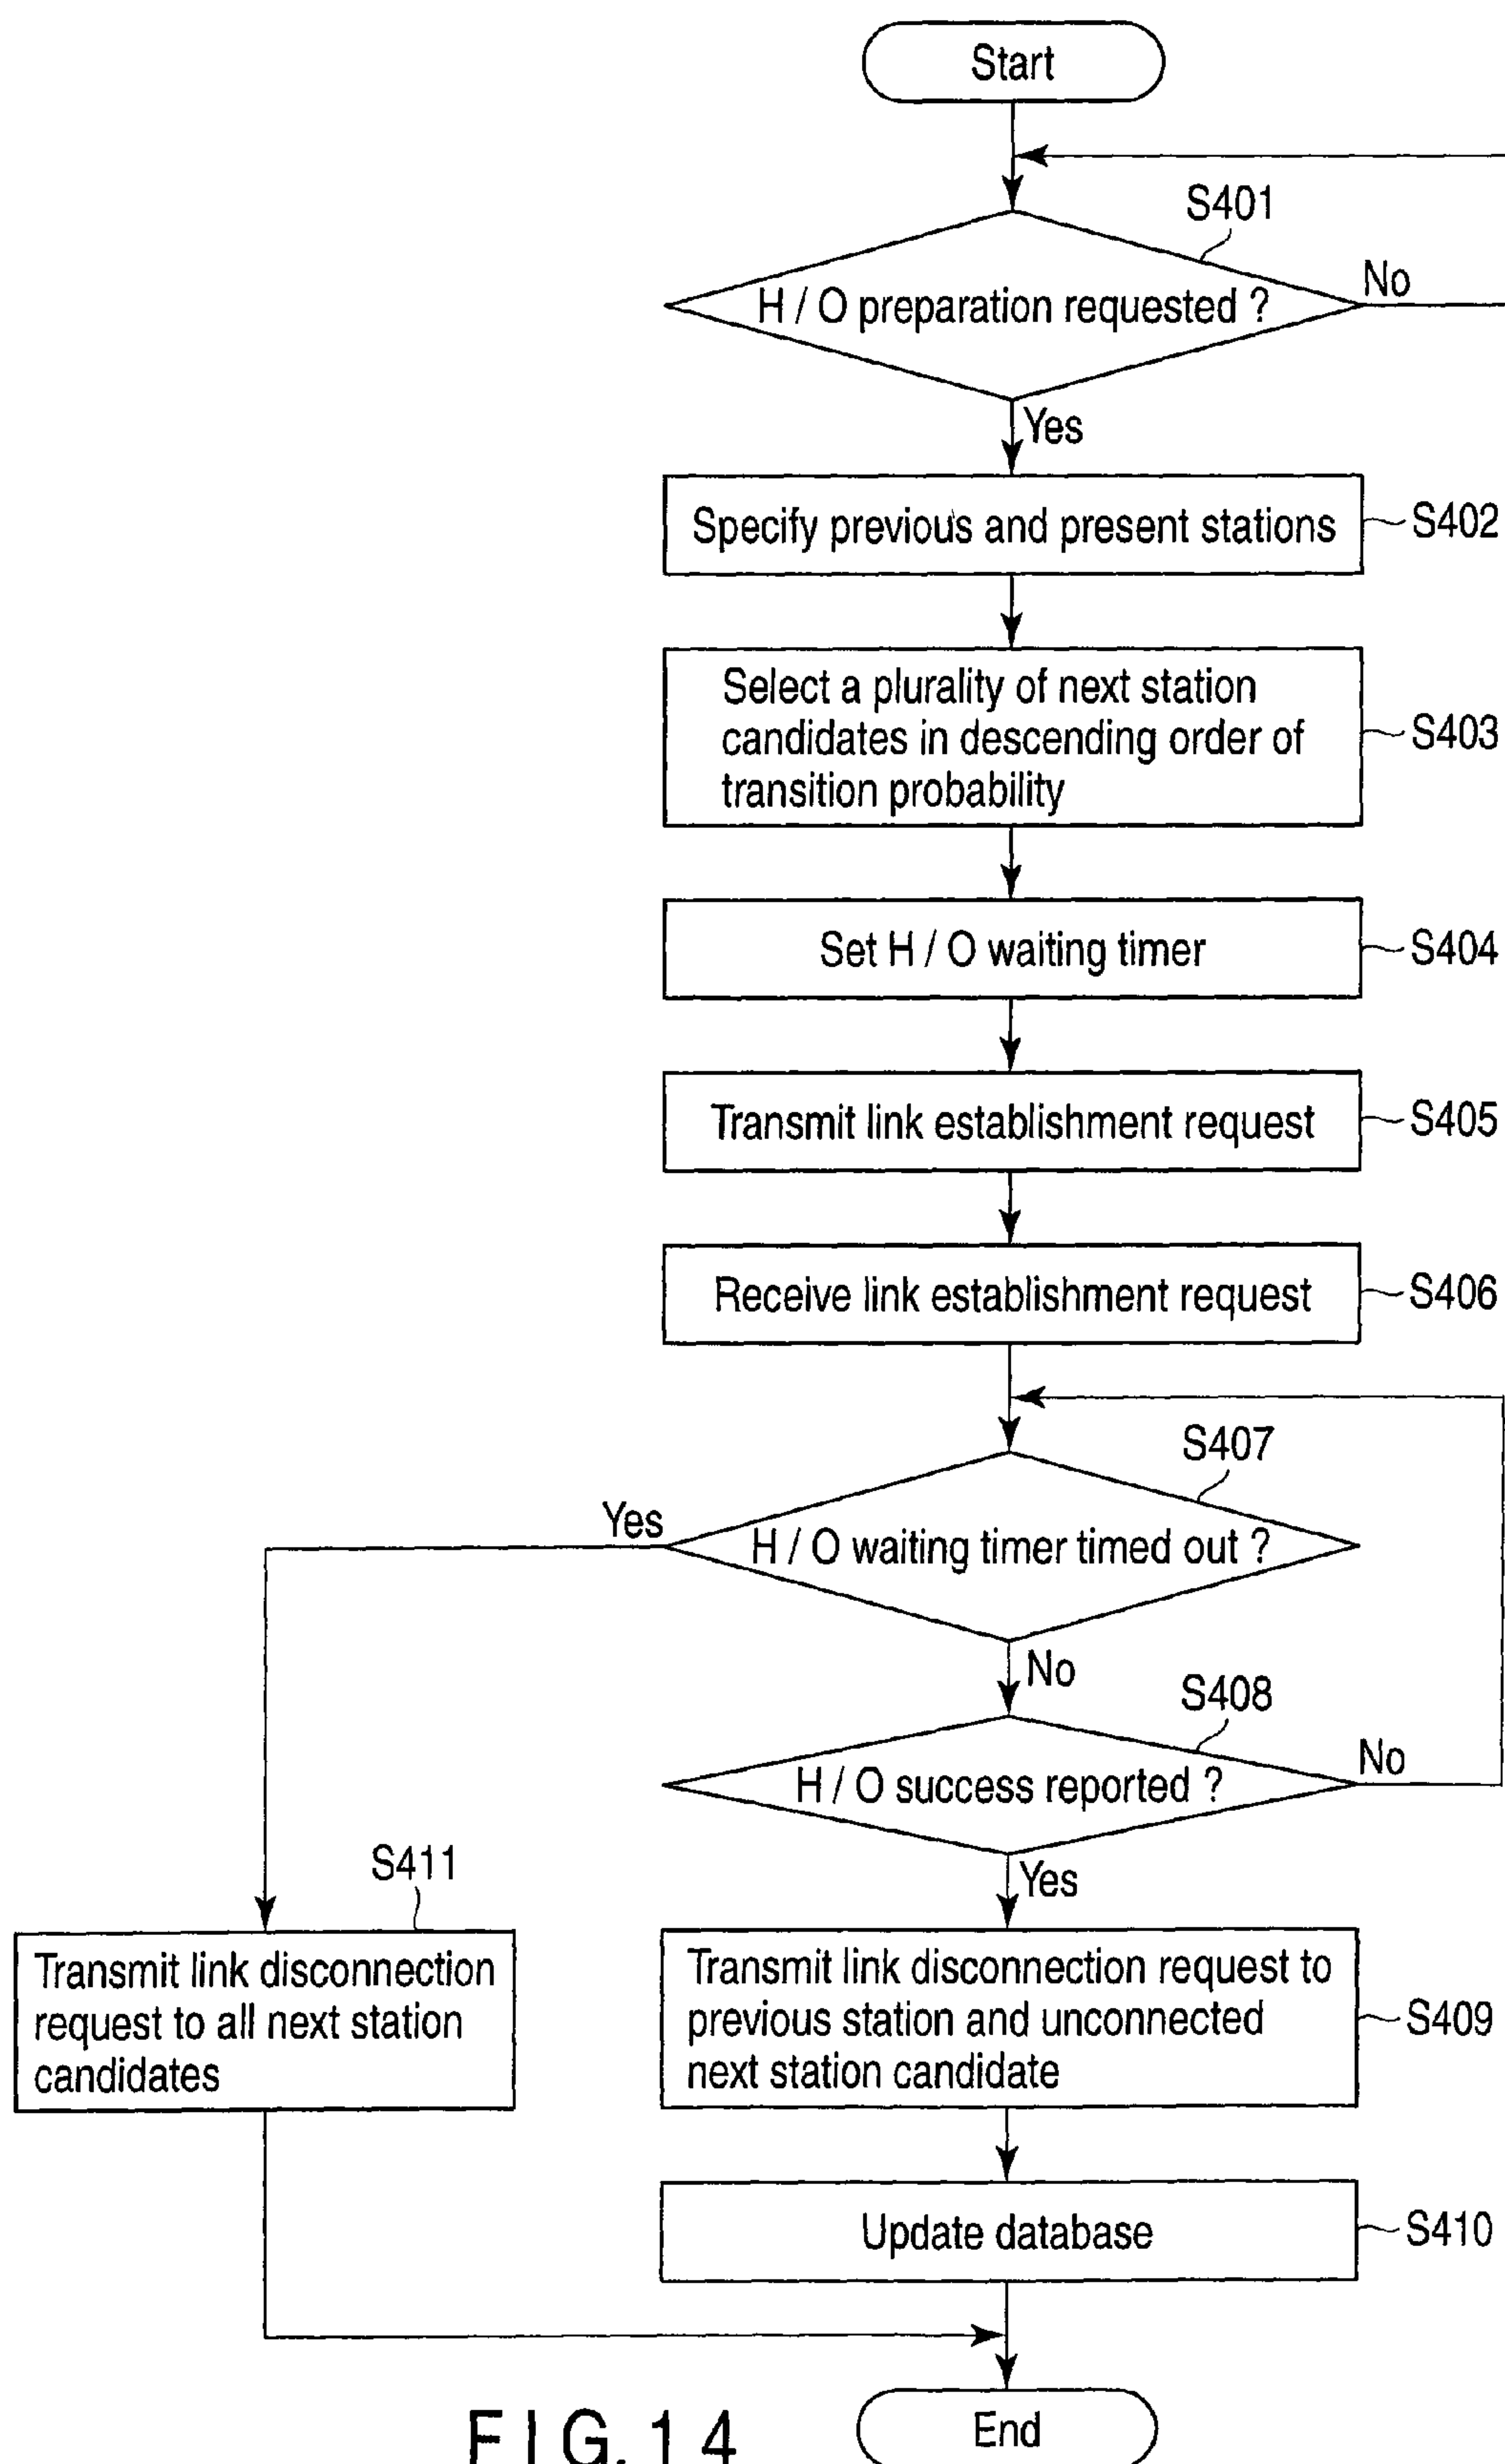 Start
S401
H / O preparation requested ?
No
Yes
Specify previous and present stations
S402
Select a plurality of next station
candidates in descending order of
transition probability
S403
Set H / O waiting timer
S404
Transmit link establishment request
S405
Receive link establishment request
S406
S407
Yes
H / O waiting timer timed out ?
No
S408
H / O success reported ?
No
Yes
S411
Transmit link disconnection
request to all next station
candidates
Transmit link disconnection request to
previous station and unconnected
next station candidate
S409
Update database
S410
End
FIG. 14